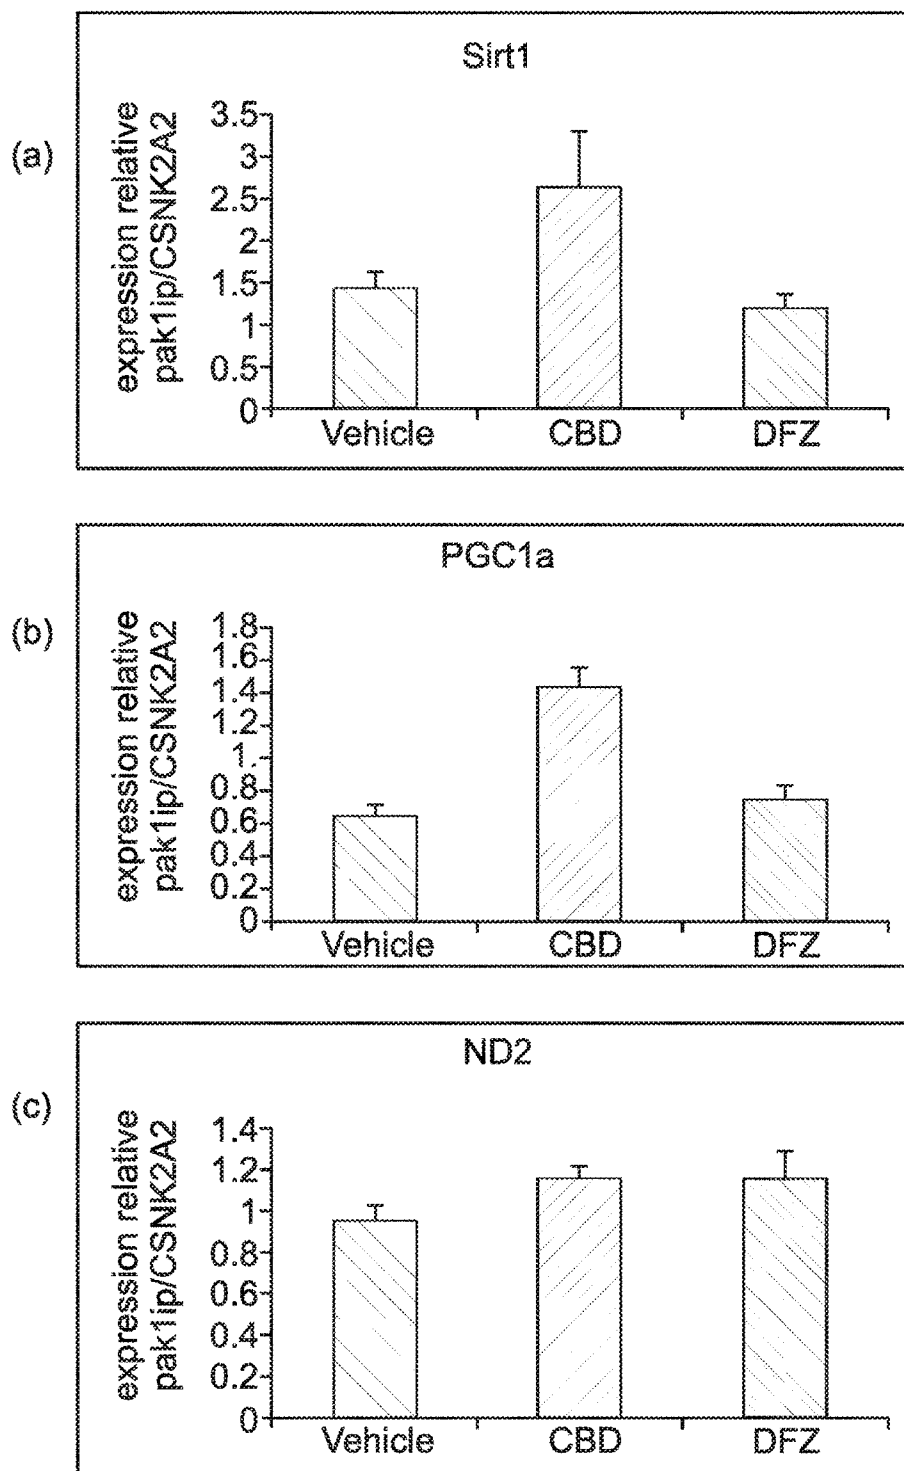 (a)
Sirt1
expression relative
pak1ip/CSNK2A2
3.5
3
2.5
2
1.5
1
0.5
0
Vehicle CBD DFZ
(b)
PGC1a
expression relative
pak1ip/CSNK2A2
1.8
1.6
1.4
1.2
1.
0.8
0.6
0.4
0.2
0
Vehicle CBD DFZ
(c)
ND2
expression relative
pak1ip/CSNK2A2
1.4
1.2
1
0.8
0.6
0.4
0.2
0
Vehicle CBD DFZ